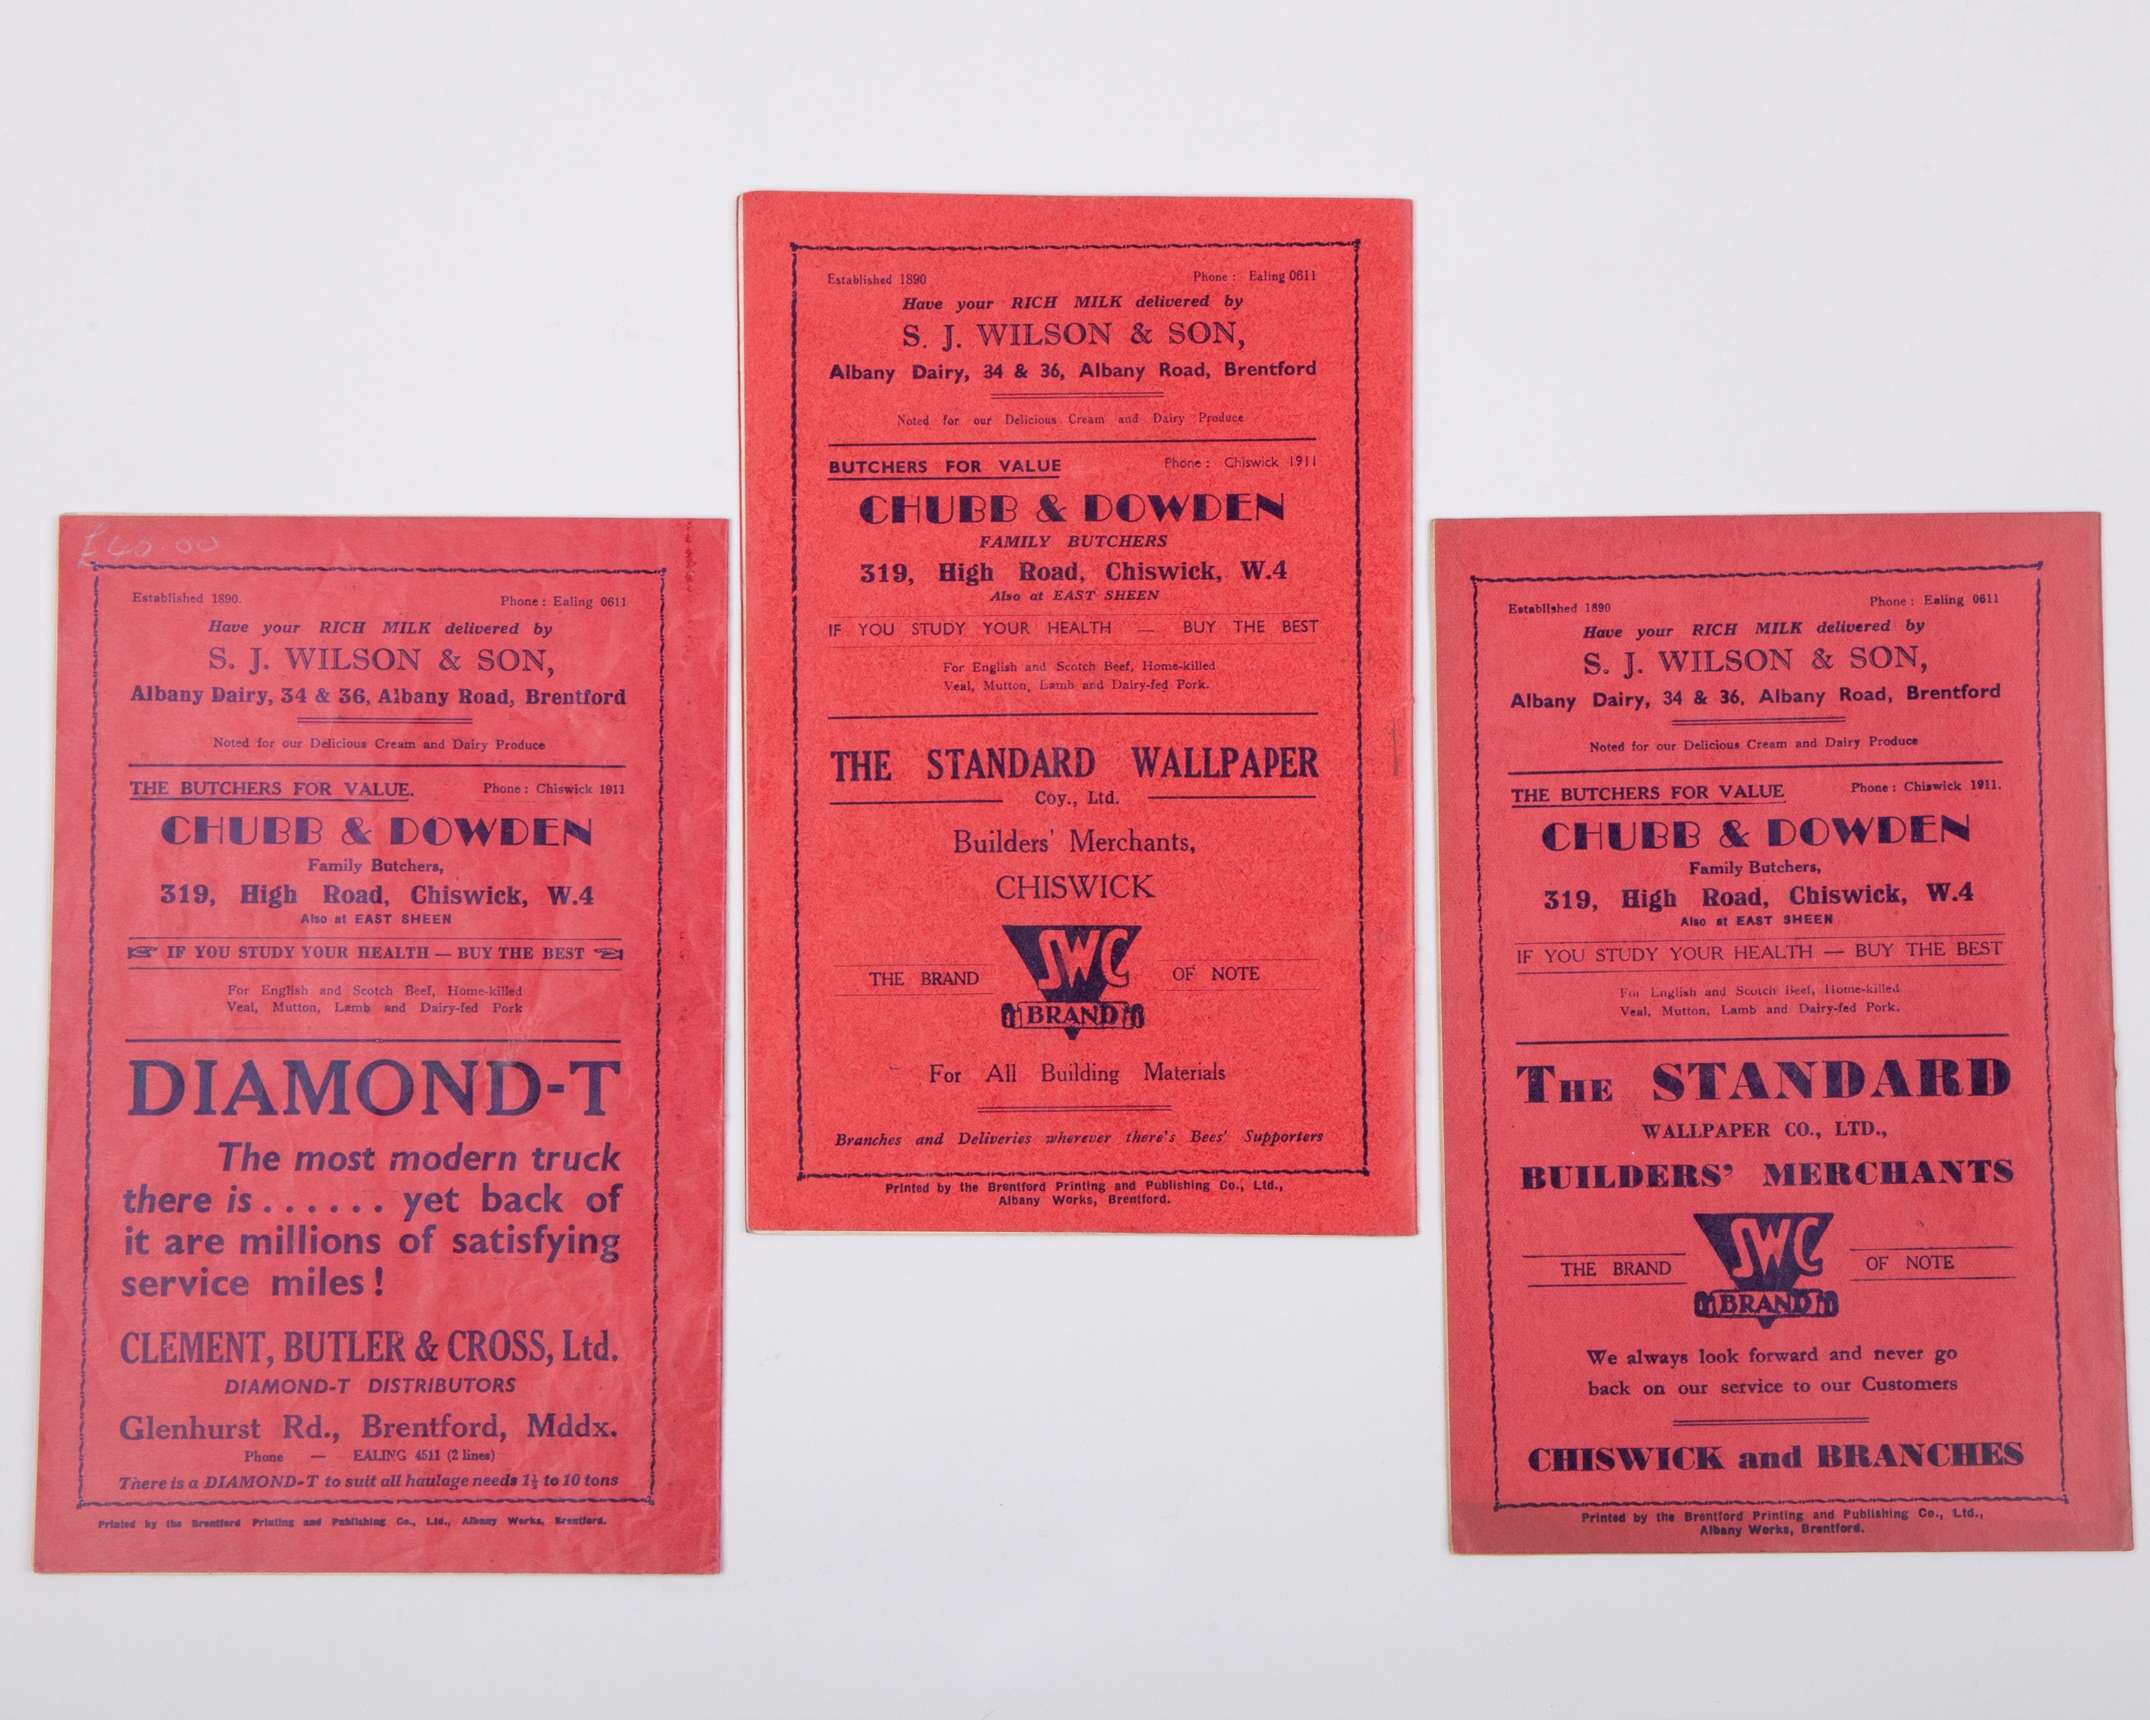 £40.00
Established 1890. Phone : Ealing 0611
Have your RICH MILK delivered by
S. J. WILSON & SON,
Albany Dairy, 34 & 36, Albany Road, Brentford
Noted for our Delicious Cream and Dairy Produce
THE BUTCHERS FOR VALUE. Phone : Chiswick 1911
CHUBB & DOWDEN
Family Butchers,
319, High Road, Chiswick, W.4
Also at EAST SHEEN
IF YOU STUDY YOUR HEALTH — BUY THE BEST
For English and Scotch Beef, Home-killed
Veal, Mutton, Lamb and Dairy-fed Pork
DIAMOND-T
The most modern truck
there is ...... yet back of
it are millions of satisfying
service miles !
CLEMENT, BUTLER & CROSS, Ltd.
DIAMOND-T DISTRIBUTORS
Glenhurst Rd., Brentford, Mddx.
Phone — EALING 4511 (2 lines)
There is a DIAMOND-T to suit all haulage needs 1½ to 10 tons
Printed by the Brentford Printing and Publishing Co., Ltd., Albany Works, Brentford.
Established 1890 Phone : Ealing 0611
Have your RICH MILK delivered by
S. J. WILSON & SON,
Albany Dairy, 34 & 36, Albany Road, Brentford
Noted for our Delicious Cream and Dairy Produce
BUTCHERS FOR VALUE Phone : Chiswick 1911
CHUBB & DOWDEN
FAMILY BUTCHERS
319, High Road, Chiswick, W.4
Also at EAST SHEEN
IF YOU STUDY YOUR HEALTH — BUY THE BEST
For English and Scotch Beef, Home-killed
Veal, Mutton, Lamb and Dairy-fed Pork.
THE STANDARD WALLPAPER
Coy., Ltd.
Builders' Merchants,
CHISWICK
THE BRAND SWC OF NOTE
BRAND
For All Building Materials
Branches and Deliveries wherever there's Bees' Supporters
Printed by the Brentford Printing and Publishing Co., Ltd.,
Albany Works, Brentford.
Established 1890 Phone : Ealing 0611
Have your RICH MILK delivered by
S. J. WILSON & SON,
Albany Dairy, 34 & 36, Albany Road, Brentford
Noted for our Delicious Cream and Dairy Produce
THE BUTCHERS FOR VALUE Phone : Chiswick 1911.
CHUBB & DOWDEN
Family Butchers,
319, High Road, Chiswick, W.4
Also at EAST SHEEN
IF YOU STUDY YOUR HEALTH — BUY THE BEST
For English and Scotch Beef, Home-killed
Veal, Mutton, Lamb and Dairy-fed Pork.
THE STANDARD
WALLPAPER CO., LTD.,
BUILDERS' MERCHANTS
THE BRAND SWC OF NOTE
BRAND
We always look forward and never go
back on our service to our Customers
CHISWICK and BRANCHES
Printed by the Brentford Printing and Publishing Co., Ltd.,
Albany Works, Brentford.